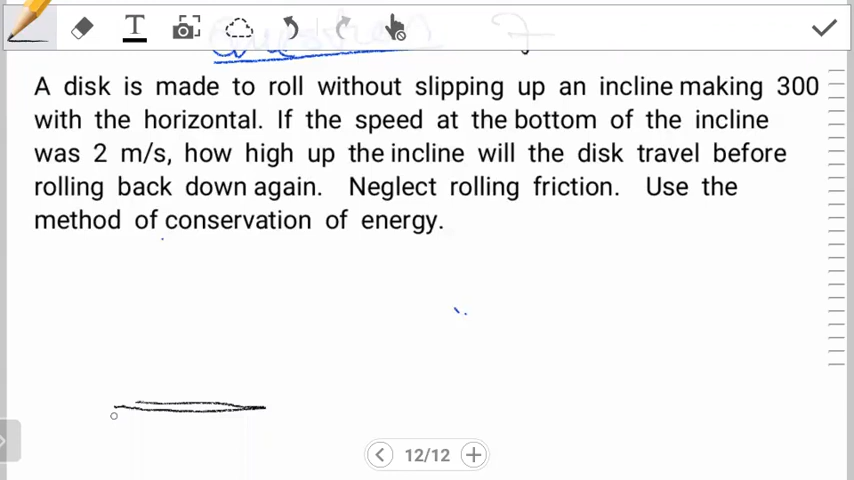 T
A disk is made to roll without slipping up an incline making 300
with the horizontal. If the speed at the bottom of the incline
was 2 m/s, how high up the incline will the disk travel before
rolling back down again. Neglect rolling friction. Use the
method of conservation of energy.
12/12